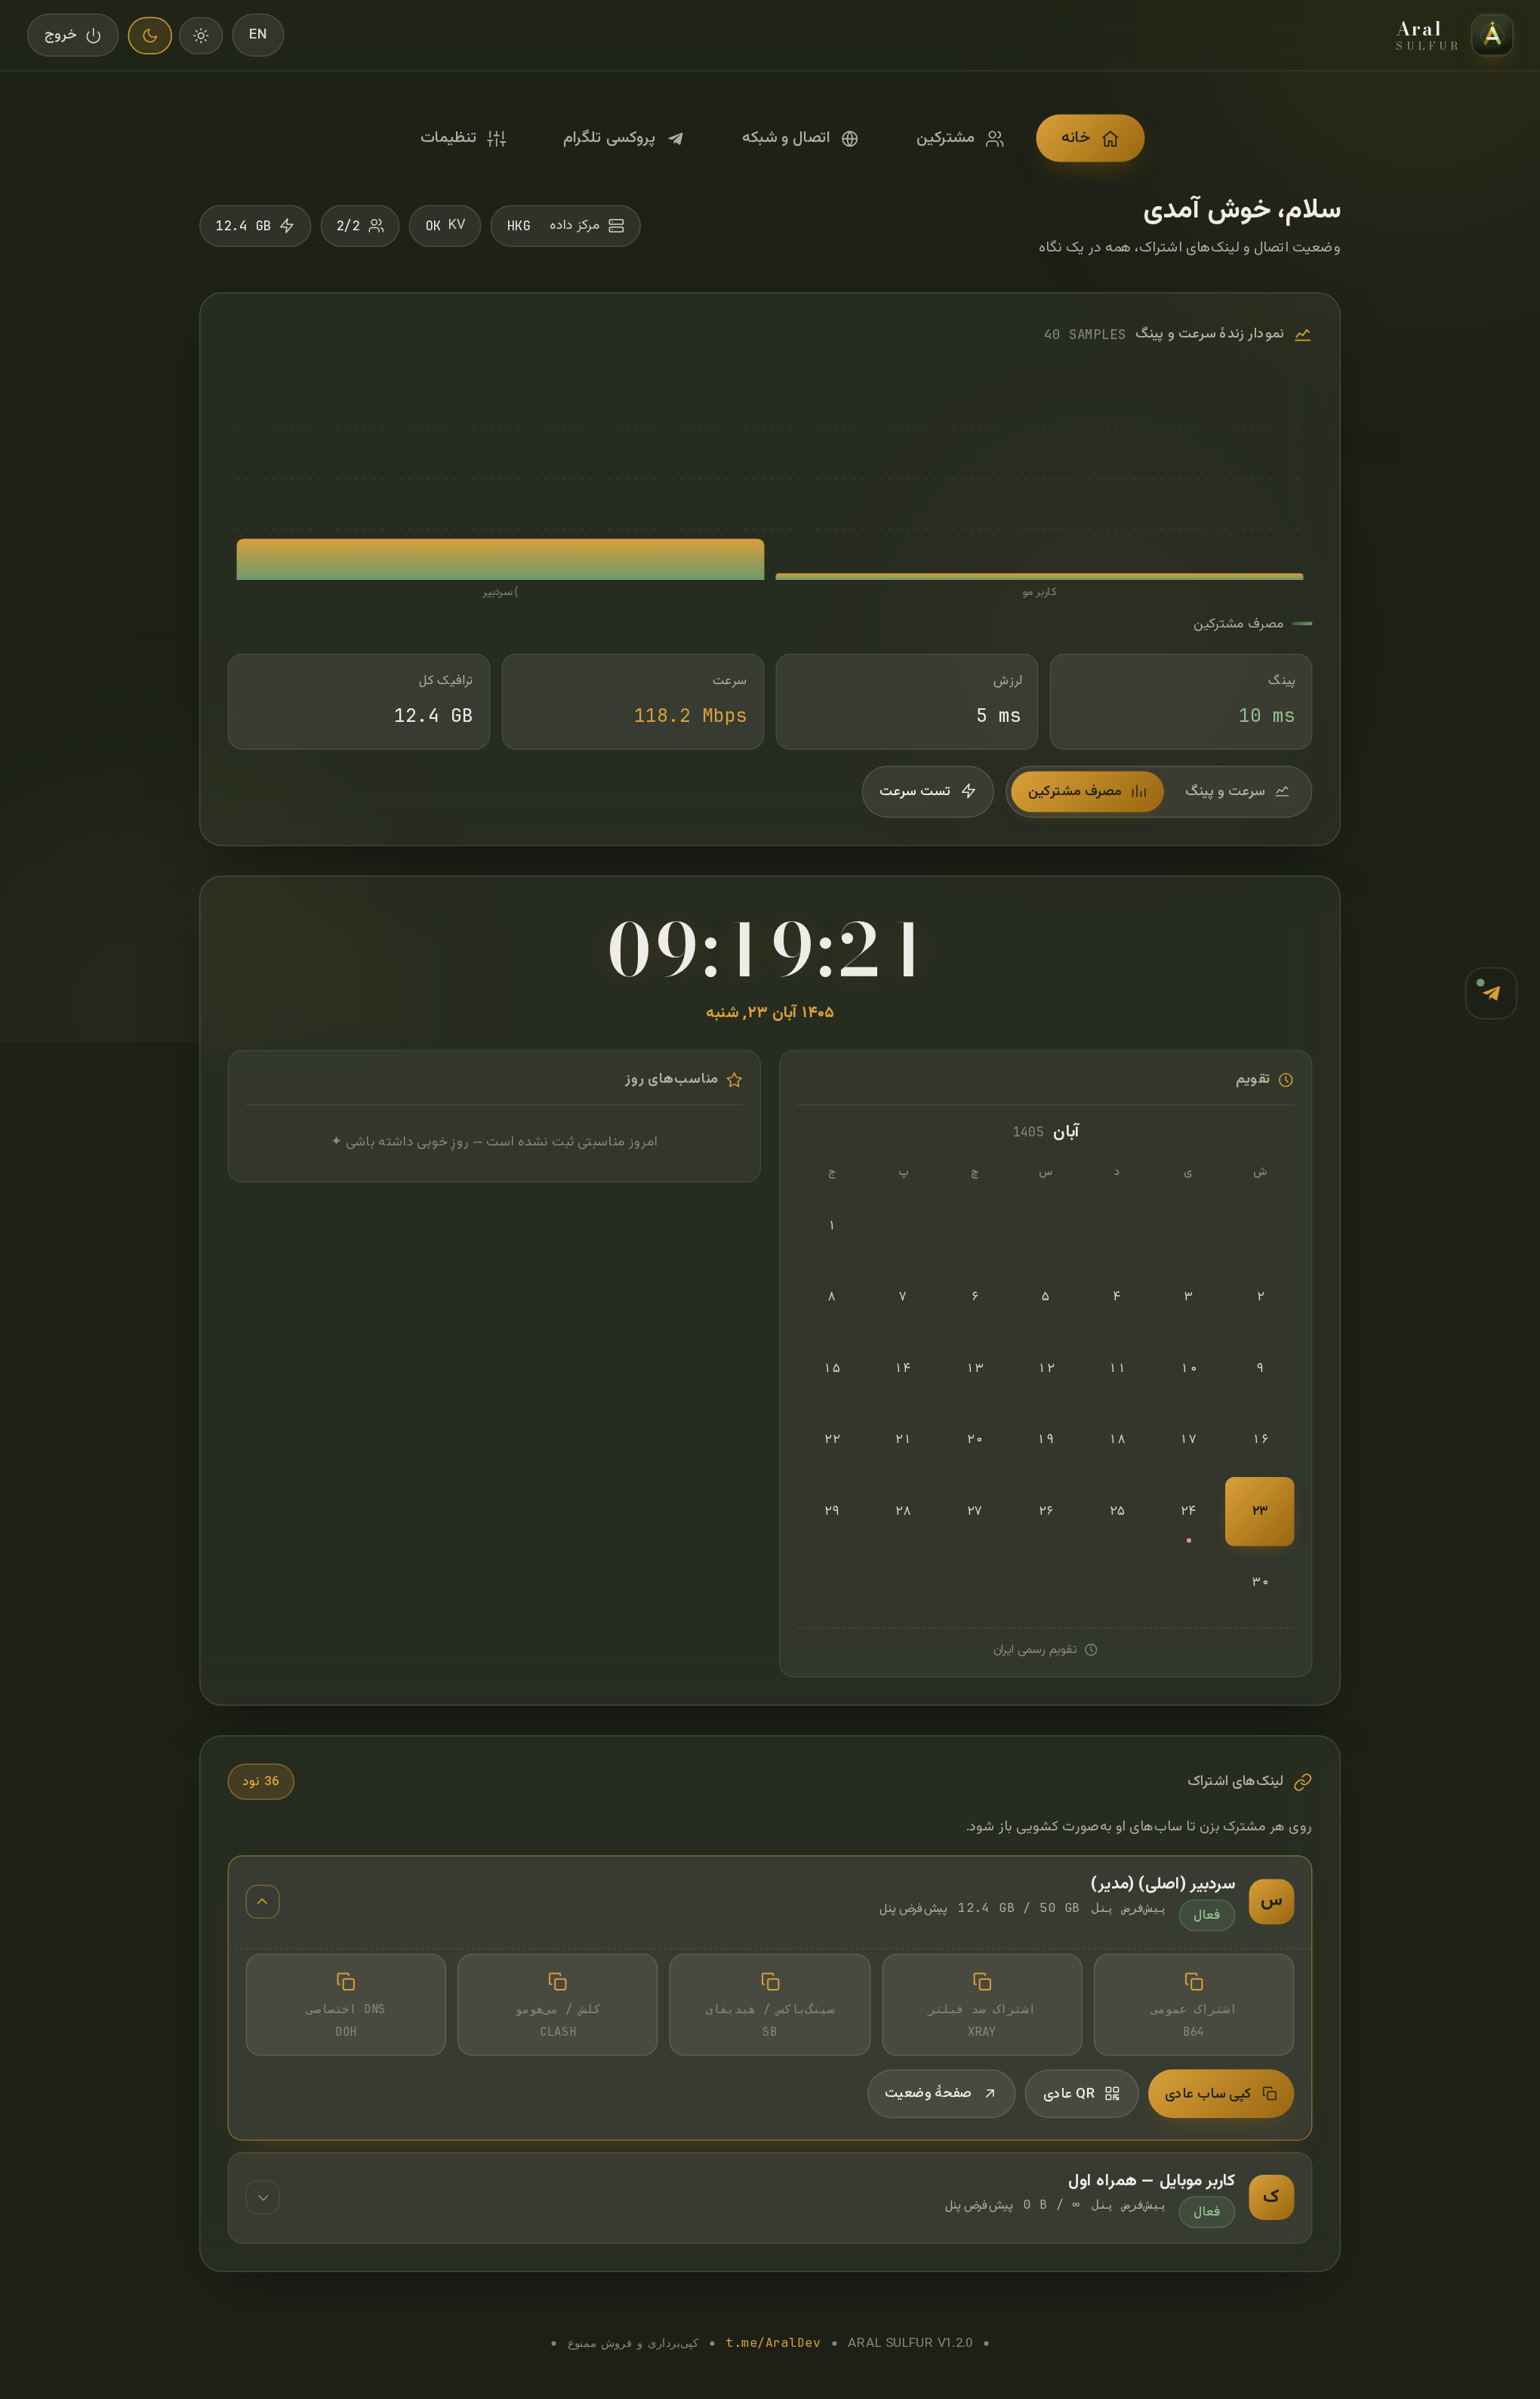 Aral
SULFUR
EN
خروج
خانه
مشترکین
اتصال و شبکه
پروکسی تلگرام
تنظیمات
سلام، خوش آمدی
وضعیت اتصال و لینک‌های اشتراک، همه در یک نگاه
مرکز داده HKG
KV OK
2/2
12.4 GB
نمودار زندهٔ سرعت و پینگ 40 SAMPLES
کاربر مو
سردبیر (
مصرف مشترکین
پینگ
10 ms
لرزش
5 ms
سرعت
118.2 Mbps
ترافیک کل
12.4 GB
سرعت و پینگ
مصرف مشترکین
تست سرعت
09:19:21
۱۴۰۵ آبان ۲۳, شنبه
تقویم
آبان 1405
ش ی د س چ پ ج
۱
۲ ۳ ۴ ۵ ۶ ۷ ۸
۹ ۱۰ ۱۱ ۱۲ ۱۳ ۱۴ ۱۵
۱۶ ۱۷ ۱۸ ۱۹ ۲۰ ۲۱ ۲۲
۲۳ ۲۴ ۲۵ ۲۶ ۲۷ ۲۸ ۲۹
۳۰
تقویم رسمی ایران
مناسبت‌های روز
امروز مناسبتی ثبت نشده است — روزِ خوبی داشته باشی ✦
لینک‌های اشتراک
36 نود
روی هر مشترک بزن تا ساب‌های او به‌صورت کشویی باز شود.
س
سردبیر (اصلی) (مدیر)
فعال
پیش‌فرض پنل 12.4 GB / 50 GB پیش‌فرض پنل
اشتراک عمومی
B64
اشتراک ضد فیلتر
XRAY
سینگ‌باکس / هیدیفای
SB
کلش / می‌هومو
CLASH
DNS اختصاصی
DOH
کپی ساب عادی
QR عادی
صفحهٔ وضعیت
ک
کاربر موبایل — همراه اول
فعال
پیش‌فرض پنل 0 B / ∞ پیش‌فرض پنل
• ARAL SULFUR V1.2.0 • t.me/AralDev • کپی‌برداری و فروش ممنوع •